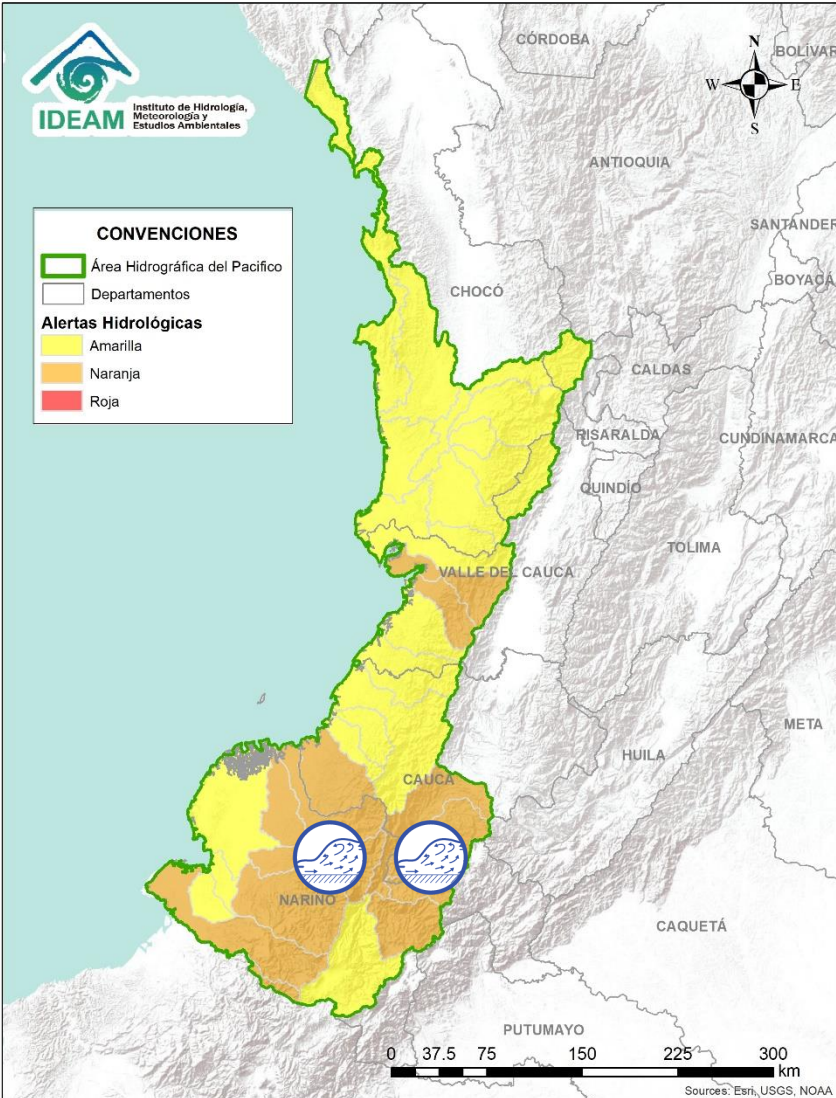 CÓRDOBA
BOLÍVAR
N
W
E
S
IDEAM
Instituto de Hidrología,
Meteorología y
Estudios Ambientales
ANTIOQUIA
SANTANDER
CONVENCIONES
Área Hidrográfica del Pacifico
Departamentos
Alertas Hidrológicas
Amarilla
Naranja
Roja
CHOCÓ
BOYACÁ
CALDAS
RISARALDA
CUNDINAMARCA
QUINDÍO
TOLIMA
VALLE DEL CAUCA
META
HUILA
CAUCA
NARIÑO
CAQUETÁ
PUTUMAYO
0 37.5 75 150 225 300
km
Sources: Esri, USGS, NOAA